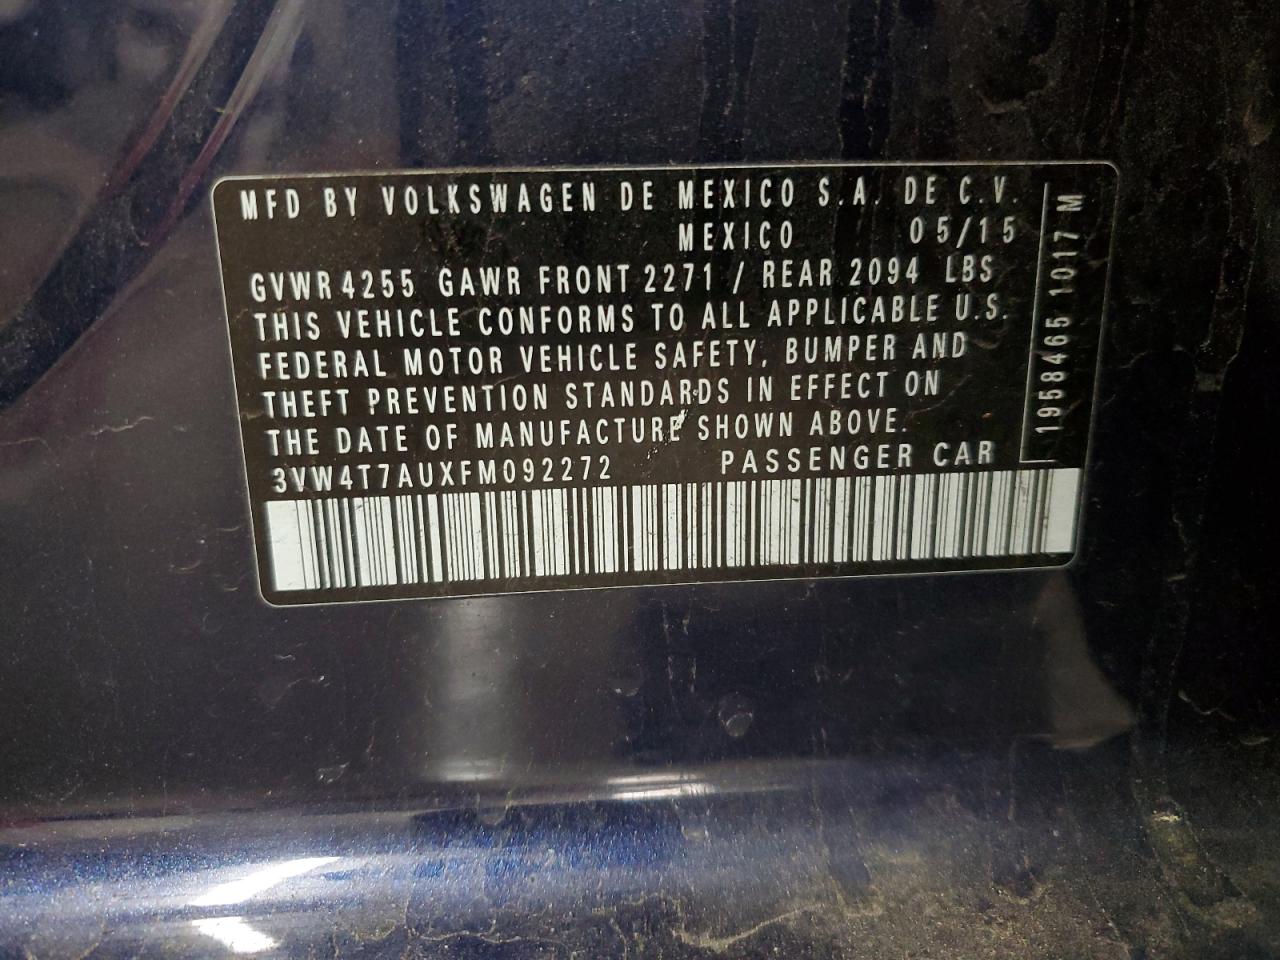 MFD BY VOLKSWAGEN DE MEXICO S.A. DE C.V.
MEXICO 05/15
GVWR 4255 GAWR FRONT 2271 / REAR 2094 LBS
THIS VEHICLE CONFORMS TO ALL APPLICABLE U.S.
FEDERAL MOTOR VEHICLE SAFETY, BUMPER AND
THEFT PREVENTION STANDARDS IN EFFECT ON
THE DATE OF MANUFACTURE SHOWN ABOVE.
3VW4T7AUXFM092272 PASSENGER CAR
1958465 1017 M